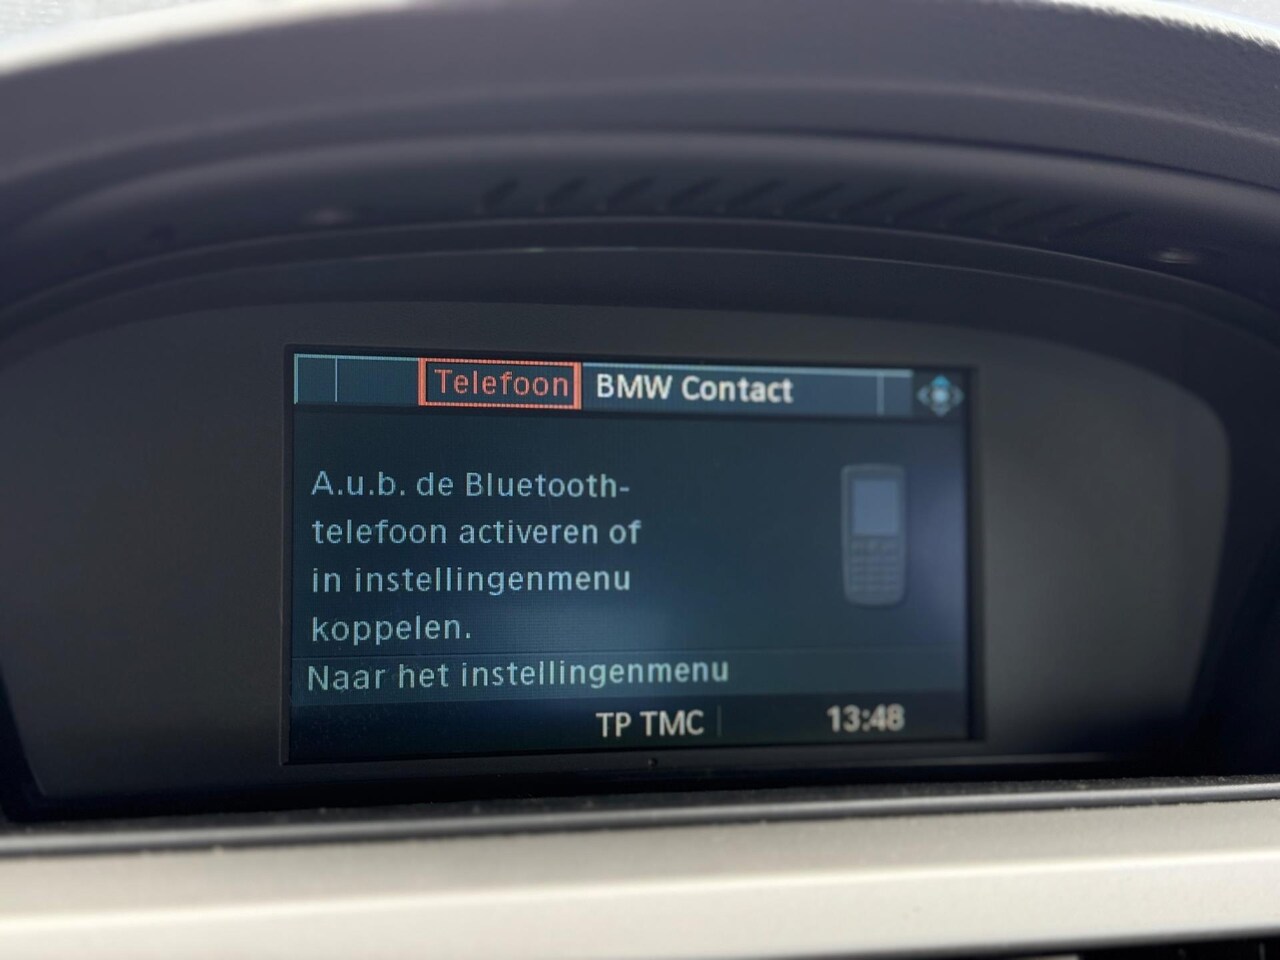 Telefoon BMW Contact
A.u.b. de Bluetooth-
telefoon activeren of
in instellingenmenu
koppelen.
Naar het instellingenmenu
TP TMC 13:48